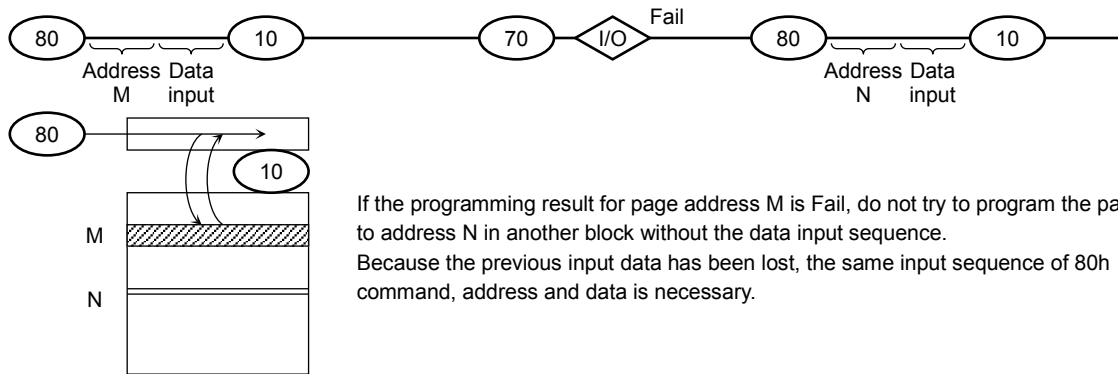 80 10 70 I/O Fail 80 10
Address Data Address Data
M input N input
80
10
If the programming result for page address M is Fail, do not try to program the pa
M to address N in another block without the data input sequence.
Because the previous input data has been lost, the same input sequence of 80h
N command, address and data is necessary.